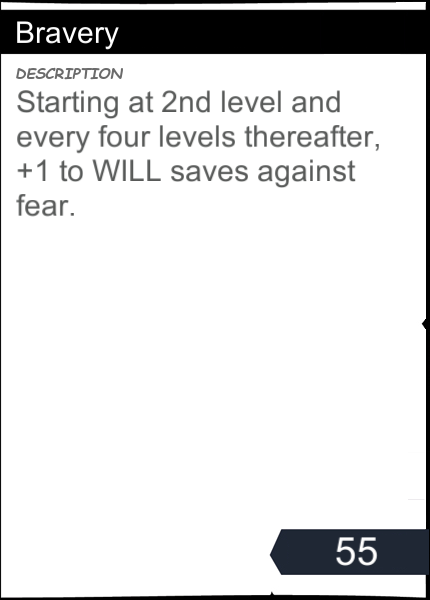 Bravery
DESCRIPTION
Starting at 2nd level and
every four levels thereafter,
+1 to WILL saves against
fear.
55